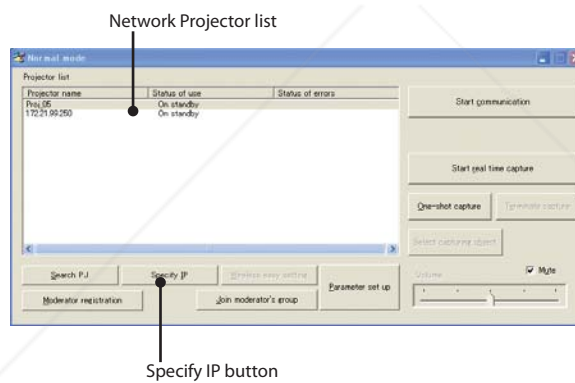 Network Projector list
Normal mode
Projector list
Projector name Status of use Status of errors
Proj_05 On standby
172.21.99.250 On standby
Start communication
Start real time capture
One-shot capture Terminate capture
Select capturing object
Search PJ Specify IP Wireless easy setting
Parameter set up
Volume Mute
Moderator registration Join moderator's group
Specify IP button